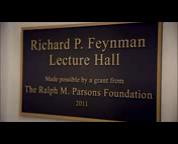 Richard P. Feynman
Lecture Hall
Made possible by a grant from
The Ralph M. Parsons Foundation
2011